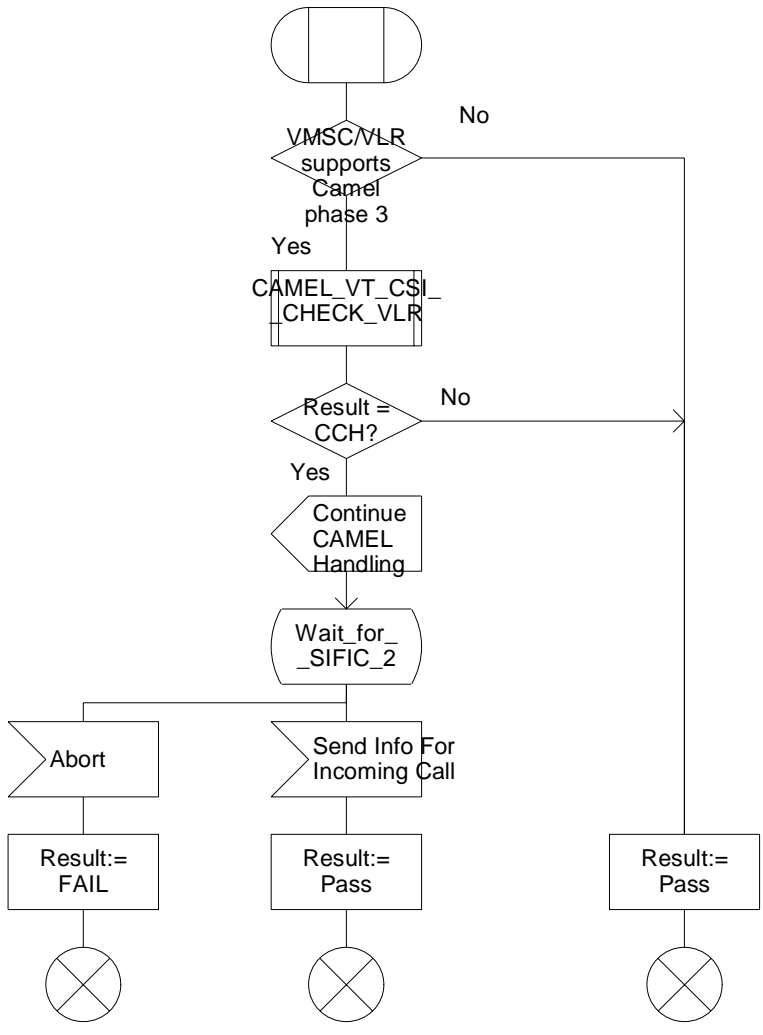 No
VMSC/VLR
supports
Camel
phase 3
Yes
CAMEL_VT_CSI_
_CHECK_VLR
Result =
CCH?
No
Yes
Continue
CAMEL
Handling
Wait_for_
_SIFIC_2
Abort
Send Info For
Incoming Call
Result:=
FAIL
Result:=
Pass
Result:=
Pass